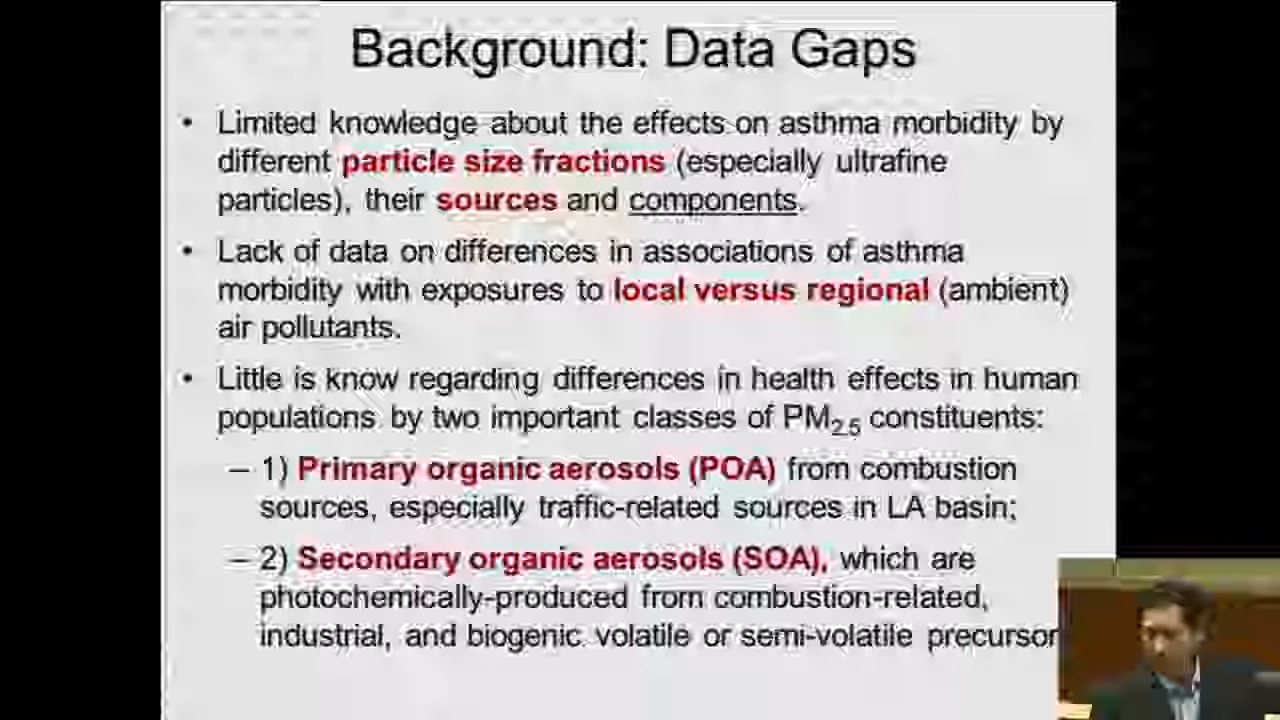 Background: Data Gaps
• Limited knowledge about the effects on asthma morbidity by
different particle size fractions (especially ultrafine
particles), their sources and components.
• Lack of data on differences in associations of asthma
morbidity with exposures to local versus regional (ambient)
air pollutants.
• Little is know regarding differences in health effects in human
populations by two important classes of PM2.5 constituents:
– 1) Primary organic aerosols (POA) from combustion
sources, especially traffic-related sources in LA basin;
– 2) Secondary organic aerosols (SOA), which are
photochemically-produced from combustion-related,
industrial, and biogenic volatile or semi-volatile precursor